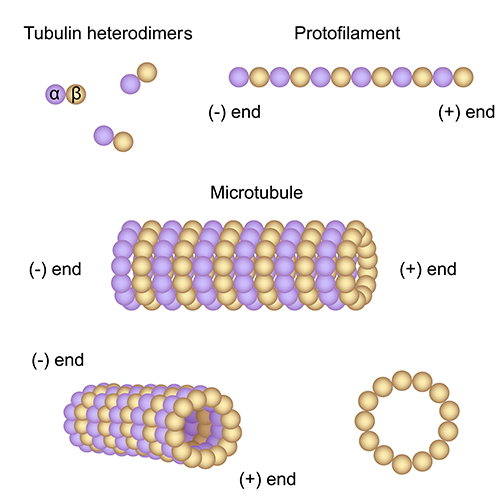 Tubulin heterodimers
Protofilament
α β
(-) end
(+) end
Microtubule
(-) end
(+) end
(-) end
(+) end